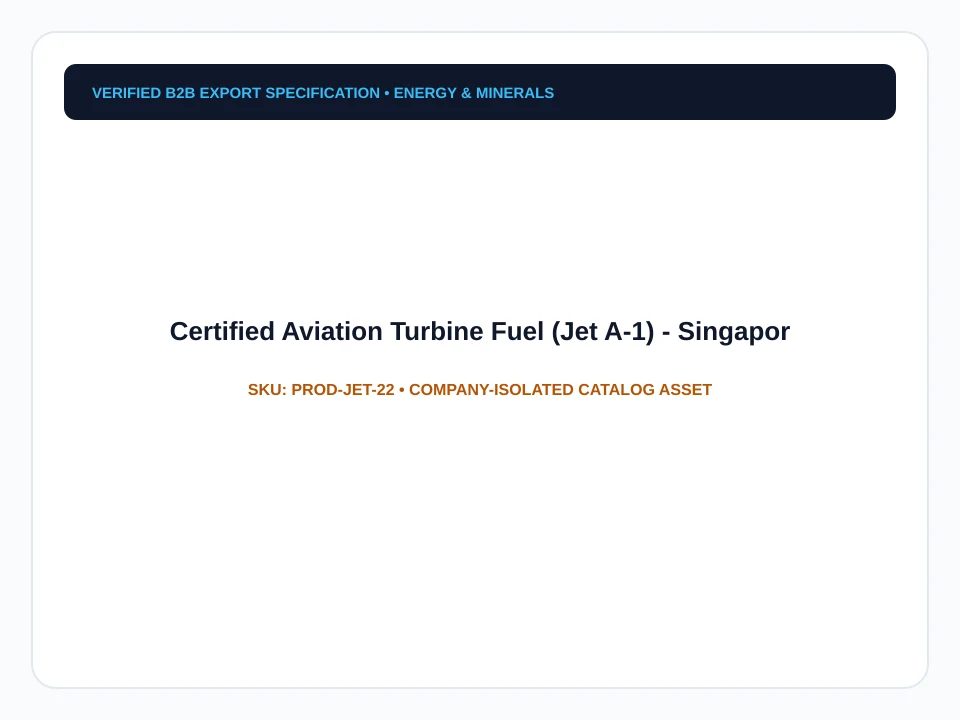 VERIFIED B2B EXPORT SPECIFICATION • ENERGY & MINERALS
Certified Aviation Turbine Fuel (Jet A-1) - Singapor
SKU: PROD-JET-22 • COMPANY-ISOLATED CATALOG ASSET